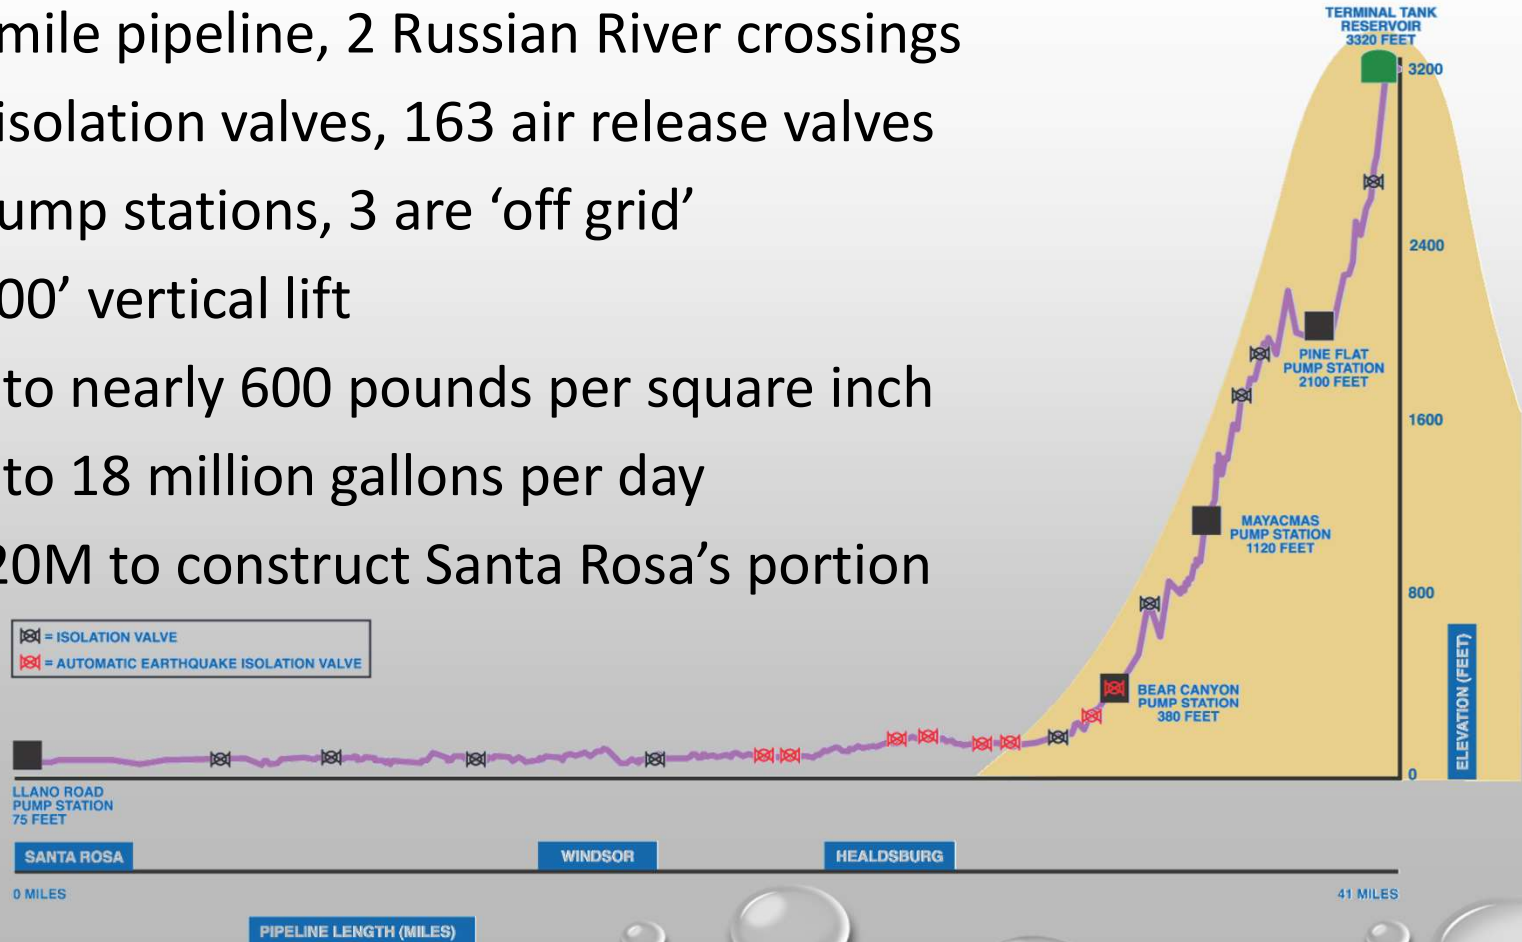 mile pipeline, 2 Russian River crossings
isolation valves, 163 air release valves
ump stations, 3 are ‘off grid’
00’ vertical lift
to nearly 600 pounds per square inch
to 18 million gallons per day
20M to construct Santa Rosa’s portion
TERMINAL TANK
RESERVOIR
3320 FEET
3200
2400
PINE FLAT
PUMP STATION
2100 FEET
1600
MAYACMAS
PUMP STATION
1120 FEET
800
= ISOLATION VALVE
= AUTOMATIC EARTHQUAKE ISOLATION VALVE
BEAR CANYON
PUMP STATION
380 FEET
ELEVATION (FEET)
0
LLANO ROAD
PUMP STATION
75 FEET
SANTA ROSA
WINDSOR
HEALDSBURG
0 MILES
41 MILES
PIPELINE LENGTH (MILES)